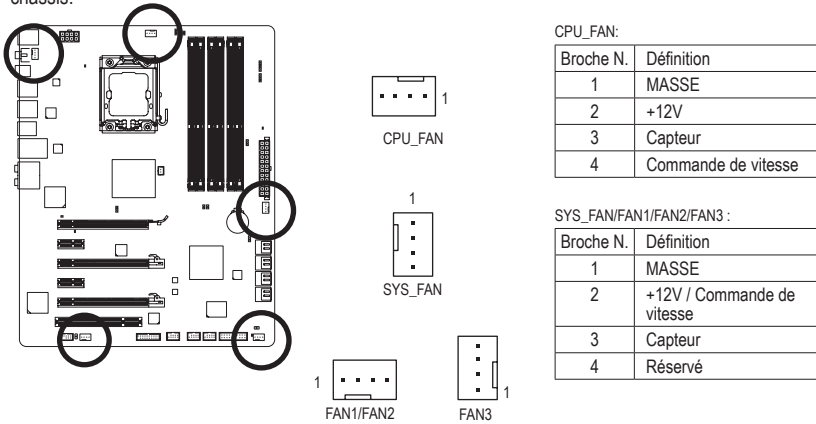 chassis.
1
CPU_FAN
1
SYS_FAN
1
FAN1/FAN2
1
FAN3
CPU_FAN:
Broche N. Définition
1 MASSE
2 +12V
3 Capteur
4 Commande de vitesse
SYS_FAN/FAN1/FAN2/FAN3 :
Broche N. Définition
1 MASSE
2 +12V / Commande de
vitesse
3 Capteur
4 Réservé